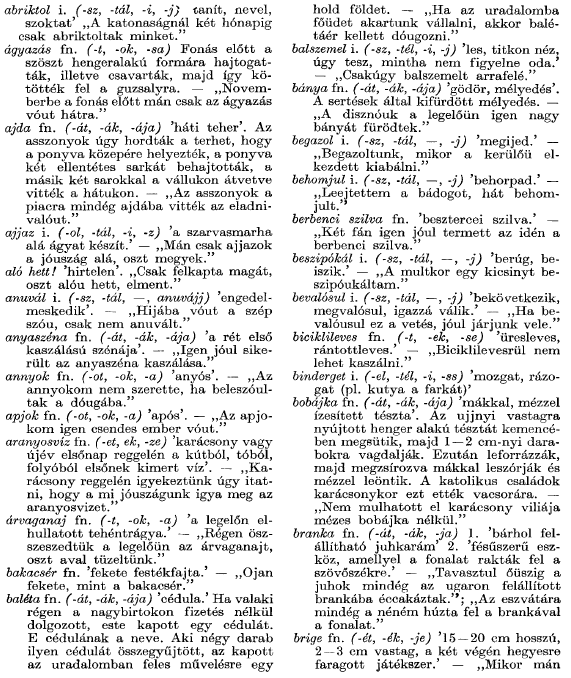 abriktol i. (-sz, -tál, -i, -j) tanít, nevel,
szoktat’ „A katonaságnál két hónapig
csak abriktoltak minket.”
ágyazás fn. (-t, -ok, -sa) Fonás előtt a
szöszt hengeralakú formára hajtogat-
ták, illetve csavarták, majd így kö-
tötték fel a guzsalyra. — „Novem-
berbe a fonás előtt mán csak az ágyazás
vóut hátra.”
ajda fn. (-át, -ák, -ája) ’háti teher’. Az
asszonyok úgy hordták a terhet, hogy
a ponyva közepére helyezték, a ponyva
két ellentétes sarkát behajtották, a
másik két sarokkal a vállukon átvetve
vitték a hátukon. — „Az asszonyok a
piacra mindég ajdába vitték az eladni-
valóut.”
ajjaz i. (-ol, -tál, -i, -z) ’a szarvasmarha
alá ágyat készít.’ — „Mán csak ajjazok
a jóuszág alá, oszt megyek.”
aló hett! ’hirtelen’. „Csak felkapta magát,
oszt alóu hett, elment.”
anuvál i. (-sz, -tál, —, anuvájj) ’engedel-
meskedik’. — „Hijába vóut a szép
szóu, csak nem anuvált.”
anyaszéna fn. (-át, -ák, -ája) ’a rét első
kaszálású szénája’. — „Igen jóul sike-
rült az anyaszéna kaszálása.”
annyok fn. (-ot, -ok, -a) ’anyós’. — „Az
annyokom nem szerette, ha beleszóul-
tak a dóugába.”
apjok fn. (-ot, -ok, -a) ’após’. — „Az apjo-
kom igen csendes ember vóut.”
aranyosvíz fn. (-et, ek, -ze) ’karácsony vagy
újév elsőnap reggelén a kútból, tóból,
folyóból elsőnek kimert víz’. — „Ka-
rácsony reggelén igyekeztünk úgy itat-
ni, hogy a mi jóuszágunk igya meg az
aranyosvizet.”
árvaganaj fn. (-t, -ok, -a) ’a legelőn el-
hullatott tehéntrágya.’ — „Régen ösz-
szeszedtük a legelőün az árvaganajt,
oszt aval tüzeltünk.”
bakacsér fn. ’fekete festékfajta.’ — „Ojan
fekete, mint a bakacsér.”
baléta fn. (-át, -ák, -ája) ’cédula’. Ha valaki
régen a nagybirtokon fizetés nélkül
dolgozott, este kapott egy cédulát.
E cédulának a neve. Aki négy darab
ilyen cédulát összegyűjtött, az kapott
az uradalomban feles művelésre egy
hold földet. — „Ha az uradalomba
főüdet akartunk vállalni, akkor balé-
táér kellett dóugozni.”
balszemel i. (-sz, -tél, -i, -j) ’les, titkon néz,
úgy tesz, mintha nem figyelne oda.’
— „Csakúgy balszemelt arrafelé.”
bánya fn. (-át, -ák, -ája) ’gödör, mélyedés’.
A sertések által kifürdött mélyedés. —
„A disznóuk a legelőün igen nagy
bányát fürödtek.”
begazol i. (-sz, -tál, —, -j) ’megijed.’ —
„Begazoltunk, mikor a kerülőü el-
kezdett kiabálni.”
behomjul i. (-sz, -tál, —, -j) ’behorpad.’ —
„Leejtettem a bádogot, hát behom-
jult.”
berbenci szilva fn. ’besztercei szilva.’ —
„Két fán igen jóul termett az idén a
berbenci szilva.”
beszipókál i. (-sz, -tál, —, -j) ’berúg, be-
iszik.’ — „A multkor egy kicsinyt be-
szipóukáltam.”
bevalósul i. (-sz, -tál, —, -j) ’bekövetkezik,
megvalósul, igazzá válik.’ — „Ha be-
valóusul ez a vetés, jóul járjunk vele.”
bicikilileves fn. (-t, -ek, -se) ’üresleves,
rántottleves.’ — „Biciklilevesrül nem
lehet kaszálni.”
binderget i. (-el, -tél, -i, -ss) ’mozgat, rázo-
gat (pl. kutya a farkát)’
bobájka fn. (-át, -ák, -ája) ’mákkal, mézzel
ízesített tészta’. Az ujjnyi vastagra
nyújtott henger alakú tésztát kemencé-
ben megsütik, majd 1—2 cm-nyi dara-
bokra vagdalják. Ezután leforrázzák,
majd megzsírozva mákkal leszórják és
mézzel leöntik. A katolikus családok
karácsonykor ezt ették vacsorára. —
„Nem mulhatott el karácsony viliája
mézes bobájka nélkül.”
branka fn. (-át, -ák, -ja) 1. ’bárhol fel-
állítható juhkarám’ 2. ’fésűszerű esz-
köz, amellyel a fonalat rakták fel a
szövőszékre.’ — „Tavasztul őüszig a
juhok mindég az ugaron felállított
brankába éccakáztak.”; „Az eszvátára
mindég a néném húzta fel a brankával
a fonalat.”
brige fn. (-ét, -ék, -je) ’15—20 cm hosszú,
2—3 cm vastag, a két végén hegyesre
faragott játékszer.’ — „Mikor mán